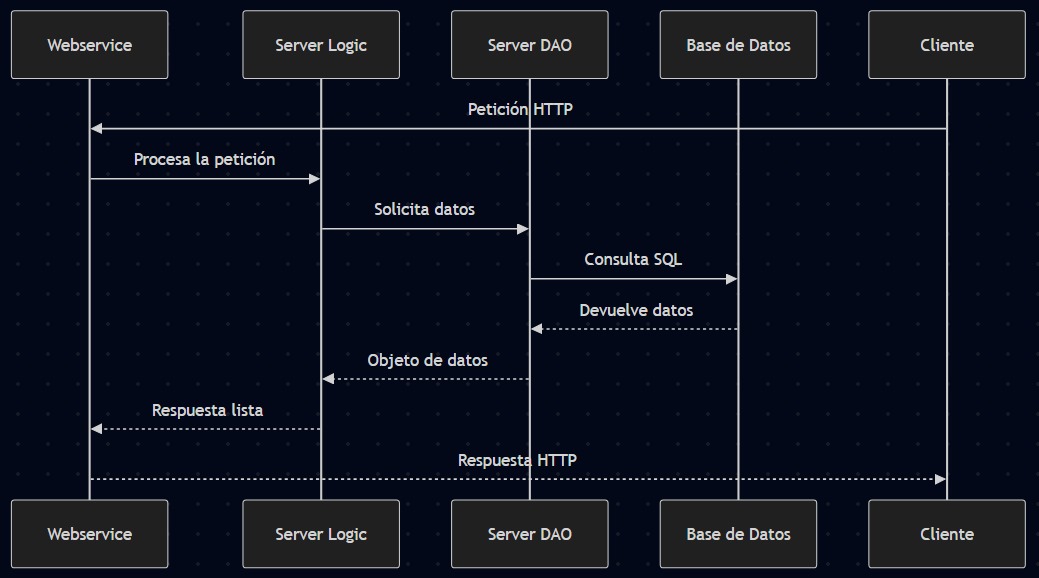 Webservice
Server Logic
Server DAO
Base de Datos
Cliente
Petición HTTP
Procesa la petición
Solicita datos
Consulta SQL
Devuelve datos
Objeto de datos
Respuesta lista
Respuesta HTTP
Webservice
Server Logic
Server DAO
Base de Datos
Cliente